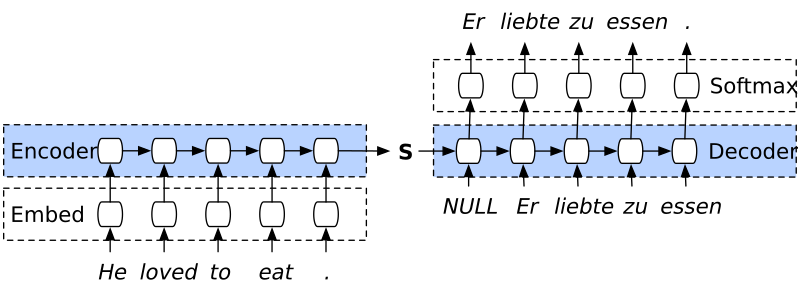 Er liebte zu essen .
Softmax
Encoder
S
Decoder
Embed
NULL Er liebte zu essen
He loved to eat .